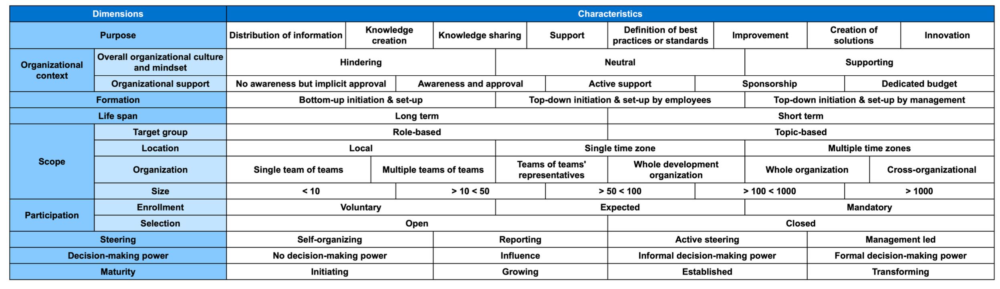 Dimensions
Characteristics
Purpose
Distribution of information
Knowledge
creation
Knowledge sharing
Support
Definition of best
practices or standards
Improvement
Creation of
solutions
Innovation
Organizational
context
Overall organizational culture
and mindset
Hindering
Neutral
Supporting
Organizational support
No awareness but implicit approval
Awareness and approval
Active support
Sponsorship
Dedicated budget
Formation
Bottom-up initiation & set-up
Top-down initiation & set-up by employees
Top-down initiation & set-up by management
Life span
Long term
Short term
Scope
Target group
Role-based
Topic-based
Location
Local
Single time zone
Multiple time zones
Organization
Single team of teams
Multiple teams of teams
Teams of teams'
representatives
Whole development
organization
Whole organization
Cross-organizational
Size
< 10
> 10 < 50
> 50 < 100
> 100 < 1000
> 1000
Participation
Enrollment
Voluntary
Expected
Mandatory
Selection
Open
Closed
Steering
Self-organizing
Reporting
Active steering
Management led
Decision-making power
No decision-making power
Influence
Informal decision-making power
Formal decision-making power
Maturity
Initiating
Growing
Established
Transforming